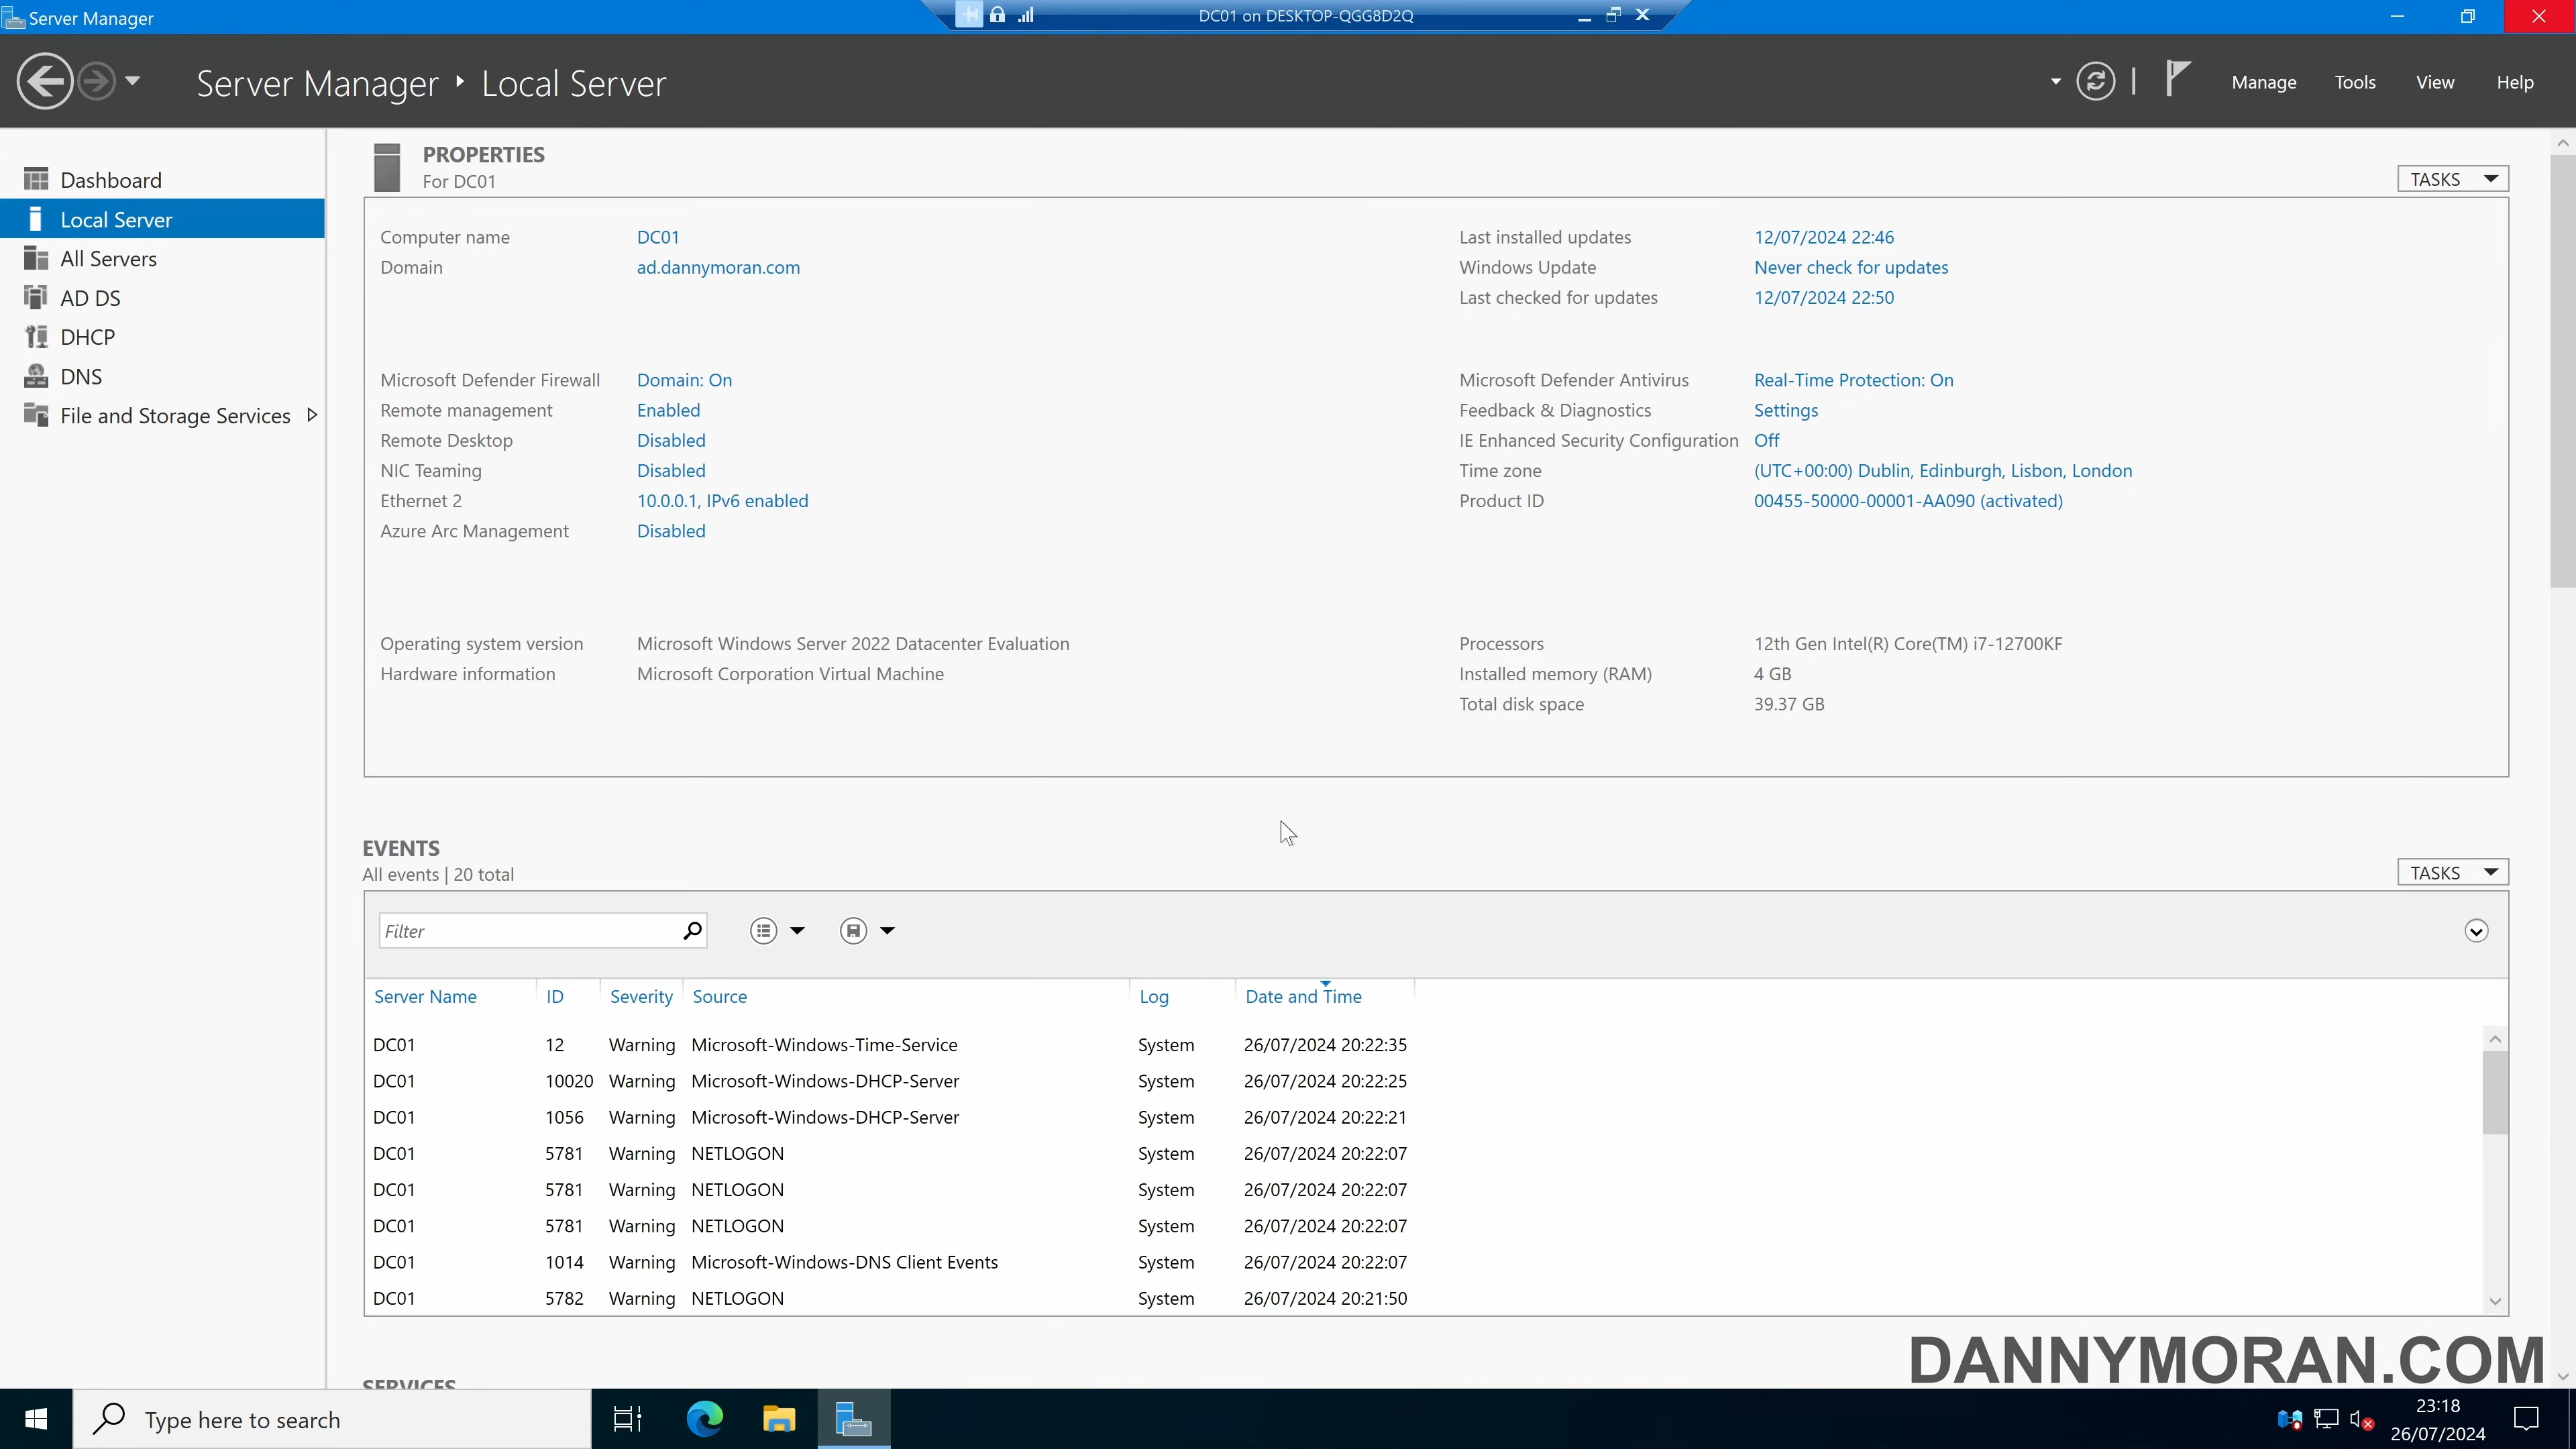 Server Manager
DC01 on DESKTOP-QGG8D2Q
Server Manager ‣ Local Server
Manage Tools View Help
Dashboard
Local Server
All Servers
AD DS
DHCP
DNS
File and Storage Services
PROPERTIES
For DC01
TASKS
Computer name DC01
Domain ad.dannymoran.com
Last installed updates 12/07/2024 22:46
Windows Update Never check for updates
Last checked for updates 12/07/2024 22:50
Microsoft Defender Firewall Domain: On
Remote management Enabled
Remote Desktop Disabled
NIC Teaming Disabled
Ethernet 2 10.0.0.1, IPv6 enabled
Azure Arc Management Disabled
Microsoft Defender Antivirus Real-Time Protection: On
Feedback & Diagnostics Settings
IE Enhanced Security Configuration Off
Time zone (UTC+00:00) Dublin, Edinburgh, Lisbon, London
Product ID 00455-50000-00001-AA090 (activated)
Operating system version Microsoft Windows Server 2022 Datacenter Evaluation
Hardware information Microsoft Corporation Virtual Machine
Processors 12th Gen Intel(R) Core(TM) i7-12700KF
Installed memory (RAM) 4 GB
Total disk space 39.37 GB
EVENTS
All events | 20 total
TASKS
Filter
Server Name ID Severity Source Log Date and Time
DC01 12 Warning Microsoft-Windows-Time-Service System 26/07/2024 20:22:35
DC01 10020 Warning Microsoft-Windows-DHCP-Server System 26/07/2024 20:22:25
DC01 1056 Warning Microsoft-Windows-DHCP-Server System 26/07/2024 20:22:21
DC01 5781 Warning NETLOGON System 26/07/2024 20:22:07
DC01 5781 Warning NETLOGON System 26/07/2024 20:22:07
DC01 5781 Warning NETLOGON System 26/07/2024 20:22:07
DC01 1014 Warning Microsoft-Windows-DNS Client Events System 26/07/2024 20:22:07
DC01 5782 Warning NETLOGON System 26/07/2024 20:21:50
DANNYMORAN.COM
SERVICES
Type here to search
23:18
26/07/2024